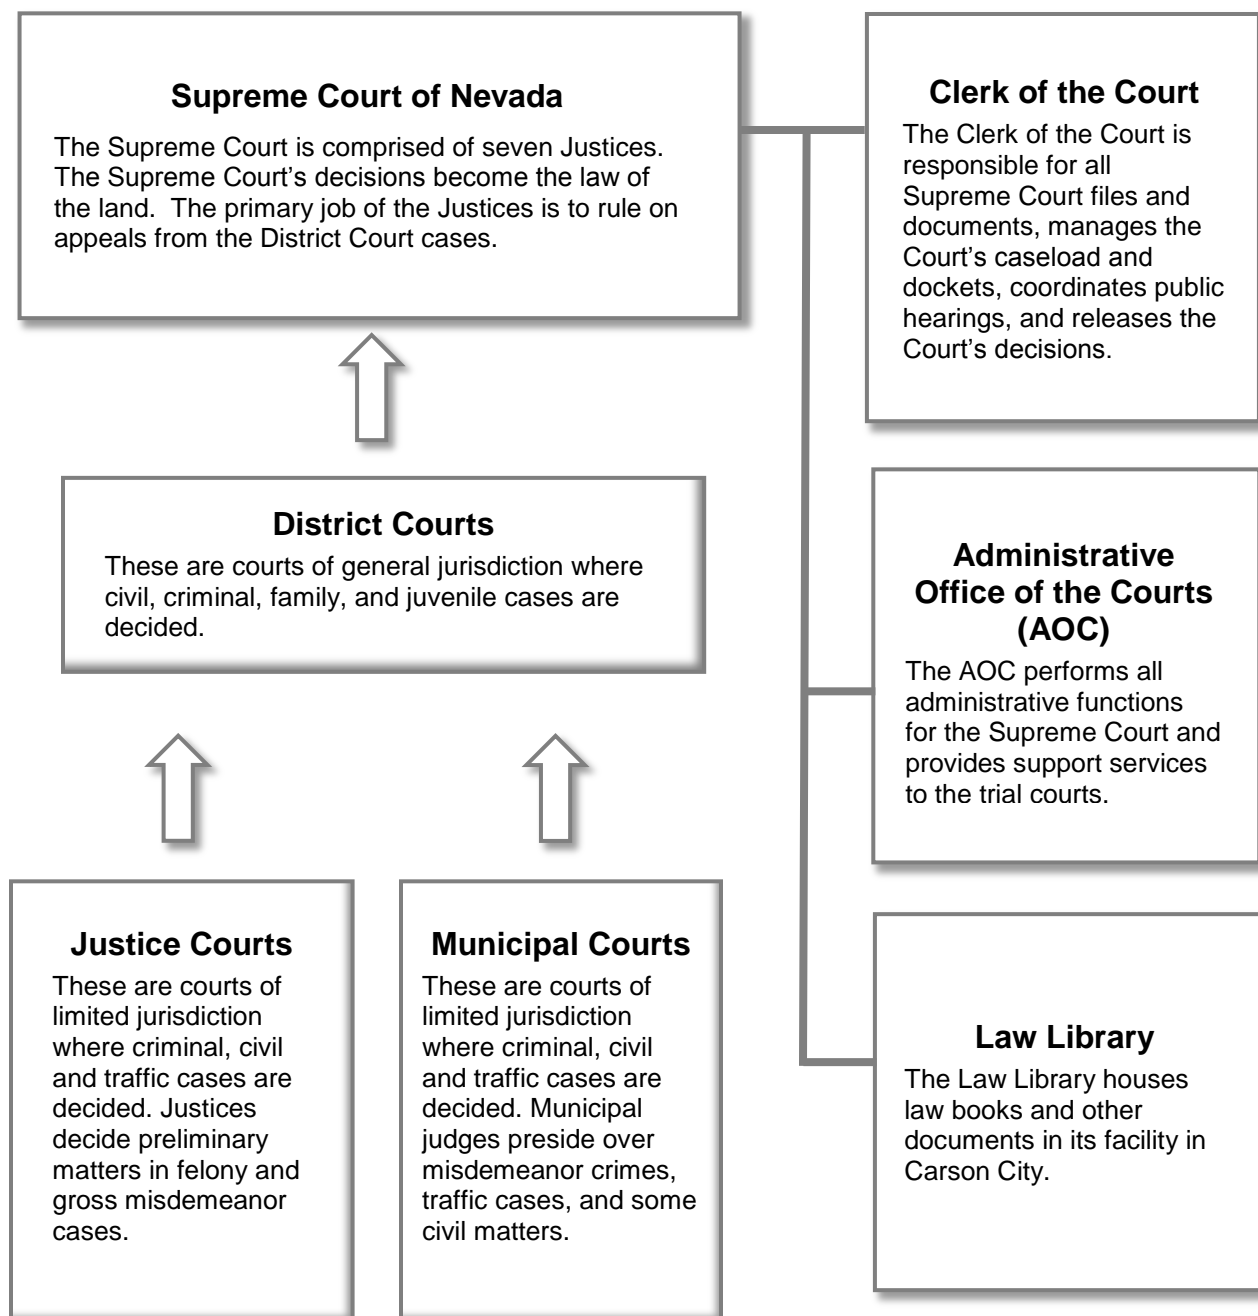 Supreme Court of Nevada
The Supreme Court is comprised of seven Justices.
The Supreme Court’s decisions become the law of
the land.  The primary job of the Justices is to rule on
appeals from the District Court cases.
Clerk of the Court
The Clerk of the Court is
responsible for all
Supreme Court files and
documents, manages the
Court’s caseload and
dockets, coordinates public
hearings, and releases the
Court’s decisions.
District Courts
These are courts of general jurisdiction where
civil, criminal, family, and juvenile cases are
decided.
Administrative
Office of the Courts
(AOC)
The AOC performs all
administrative functions
for the Supreme Court and
provides support services
to the trial courts.
Justice Courts
These are courts of
limited jurisdiction
where criminal, civil
and traffic cases are
decided. Justices
decide preliminary
matters in felony and
gross misdemeanor
cases.
Municipal Courts
These are courts of
limited jurisdiction
where criminal, civil
and traffic cases are
decided. Municipal
judges preside over
misdemeanor crimes,
traffic cases, and some
civil matters.
Law Library
The Law Library houses
law books and other
documents in its facility in
Carson City.